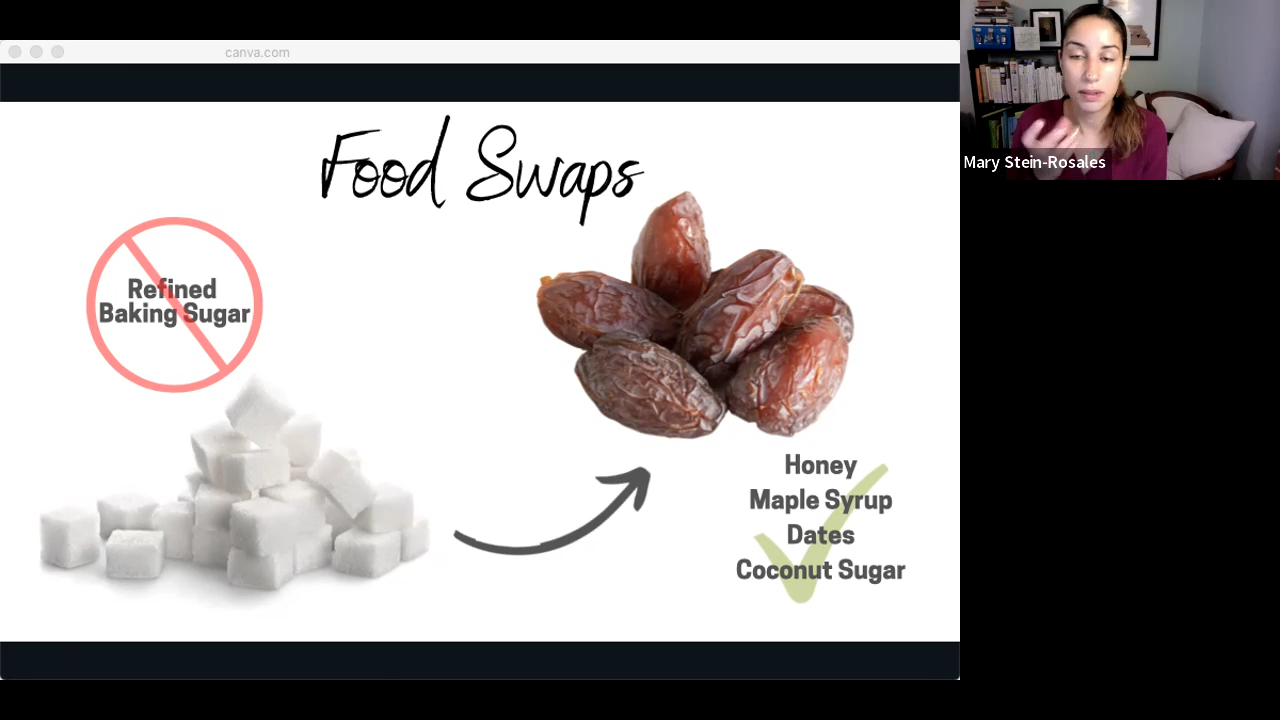 canva.com
Food Swaps
Refined
Baking Sugar
Honey
Maple Syrup
Dates
Coconut Sugar
Mary Stein-Rosales